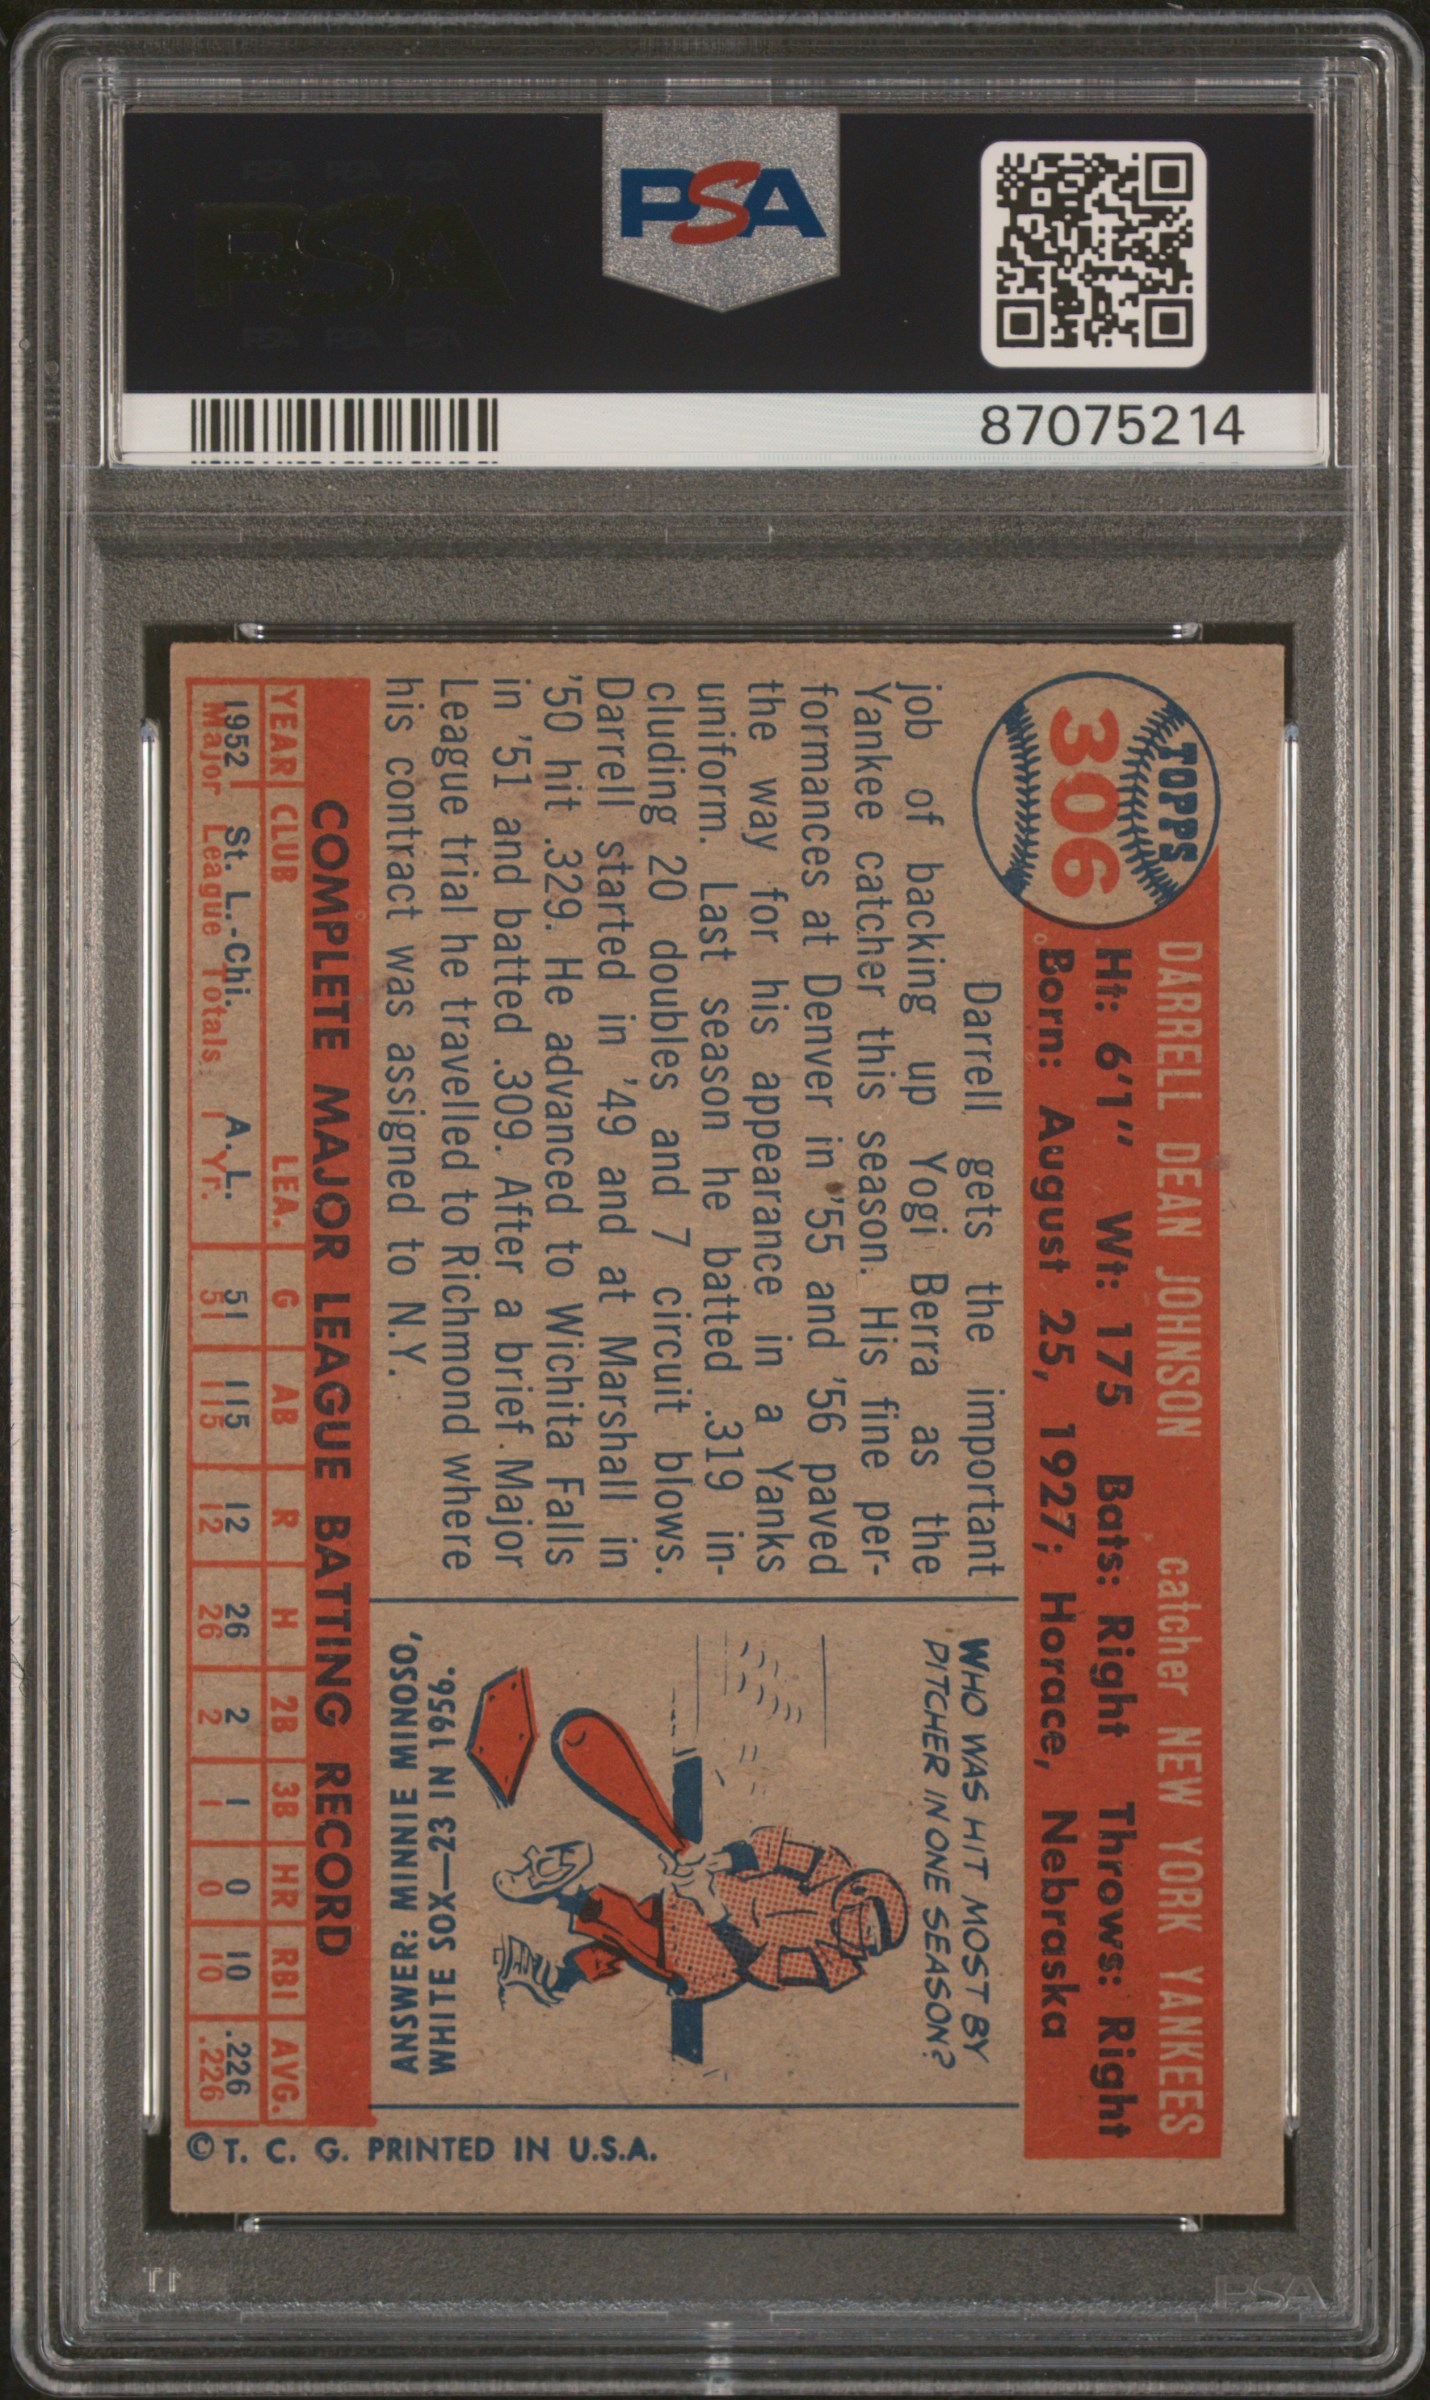 PSA
87075214
TOPPS
306
DARRELL DEAN JOHNSON catcher NEW YORK YANKEES
Ht: 6'1" Wt: 175 Bats: Right Throws: Right
Born: August 25, 1927; Horace, Nebraska
Darrell gets the important
job of backing up Yogi Berra as the
Yankee catcher this season. His fine per-
formances at Denver in '55 and '56 paved
the way for his appearance in a Yanks
uniform. Last season he batted .319 in-
cluding 20 doubles and 7 circuit blows.
Darrell started in '49 and at Marshall in
'50 hit .329. He advanced to Wichita Falls
in '51 and batted .309. After a brief Major
League trial he travelled to Richmond where
his contract was assigned to N.Y.
WHO WAS HIT MOST BY
PITCHER IN ONE SEASON?
ANSWER: MINNIE MINOSO,
WHITE SOX—23 IN 1956.
COMPLETE MAJOR LEAGUE BATTING RECORD
YEAR CLUB LEA. G AB R H 2B 3B HR RBI AVG.
1952 St. L.-Chi. A. L. 51 115 12 26 2 1 0 10 .226
Major League Totals: 1 Yr. 51 115 12 26 2 1 0 10 .226
© T. C. G. PRINTED IN U.S.A.
PSA